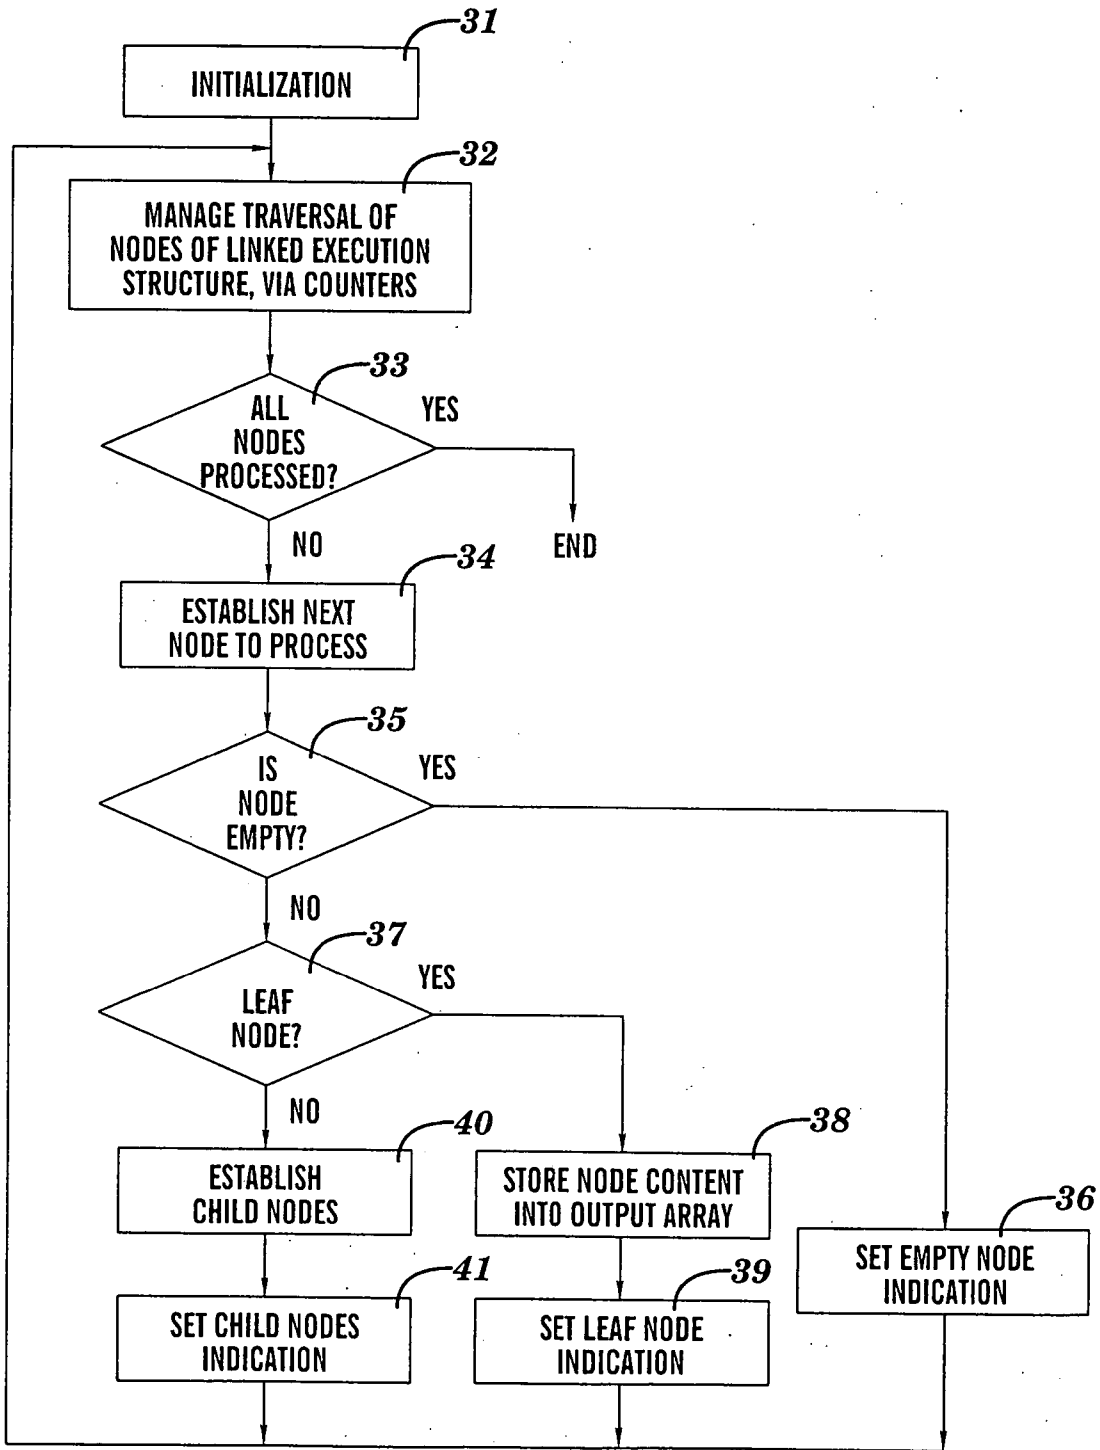 31
INITIALIZATION
32
MANAGE TRAVERSAL OF
NODES OF LINKED EXECUTION
STRUCTURE, VIA COUNTERS
33
ALL
NODES
PROCESSED?
YES
NO
END
34
ESTABLISH NEXT
NODE TO PROCESS
35
IS
NODE
EMPTY?
YES
NO
37
LEAF
NODE?
YES
NO
40
ESTABLISH
CHILD NODES
38
STORE NODE CONTENT
INTO OUTPUT ARRAY
36
SET EMPTY NODE
INDICATION
41
SET CHILD NODES
INDICATION
39
SET LEAF NODE
INDICATION